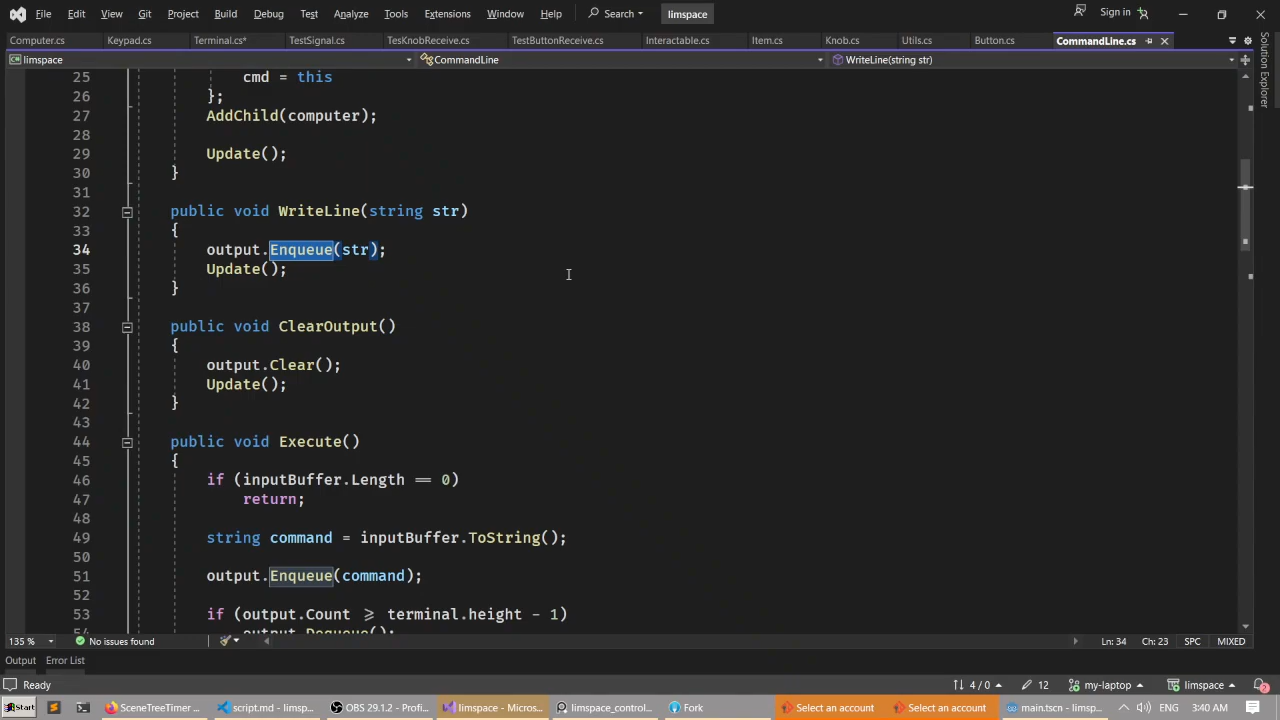 File Edit View Git Project Build Debug Test Analyze Tools Extensions Window Help Search limspace Sign in
Computer.cs Keypad.cs Terminal.cs* TestSignal.cs TesKnobReceive.cs TestButtonReceive.cs Interactable.cs Item.cs Knob.cs Utils.cs Button.cs CommandLine.cs
limspace CommandLine WriteLine(string str)
Solution Explorer
25 cmd = this
26 };
27 AddChild(computer);
28
29 Update();
30 }
31
32 public void WriteLine(string str)
33 {
34 output.Enqueue(str);
35 Update();
36 }
37
38 public void ClearOutput()
39 {
40 output.Clear();
41 Update();
42 }
43
44 public void Execute()
45 {
46 if (inputBuffer.Length == 0)
47 return;
48
49 string command = inputBuffer.ToString();
50
51 output.Enqueue(command);
52
53 if (output.Count >= terminal.height - 1)
54 output.Dequeue();
135 % No issues found Ln: 34 Ch: 23 SPC MIXED
Output Error List
Ready 4 / 0 12 my-laptop limspace 2
Start SceneTreeTimer ... script.md - limsp... OBS 29.1.2 - Profi... limspace - Micros... limspace_control... Fork Select an account Select an account main.tscn - limsp... ENG 3:40 AM